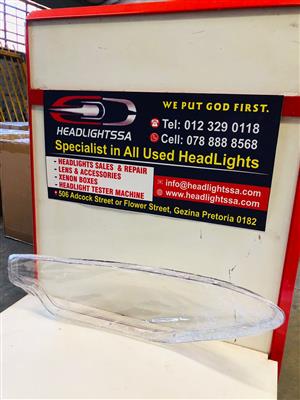 WE PUT GOD FIRST.
HEADLIGHTSSA
Tel: 012 329 0118
Cell: 078 888 8568
Specialist in All Used HeadLights
- HEADLIGHTS SALES & REPAIR
- LENS & ACCESSORIES
- XENON BOXES
- HEADLIGHT TESTER MACHINE
info@headlightssa.com
www.headlightssa.com
* 506 Adcock Street or Flower Street, Gezina Pretoria 0182